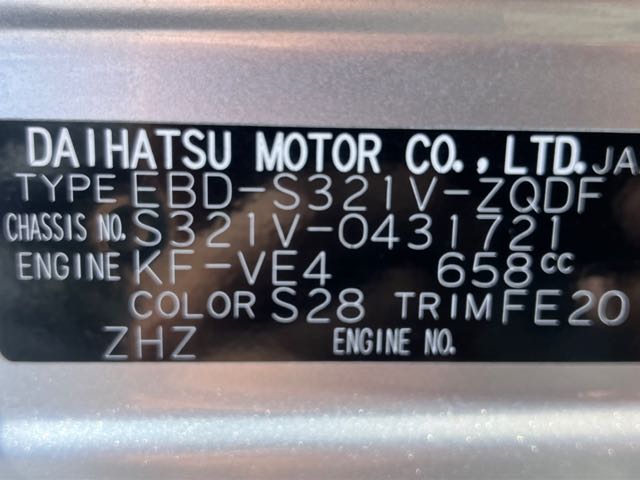 DAIHATSU MOTOR CO., LTD. JA
TYPE EBD-S321V-ZQDF
CHASSIS NO. S321V-0431721
ENGINE KF-VE4 658cc
COLOR S28 TRIM FE20
ZHZ ENGINE NO.